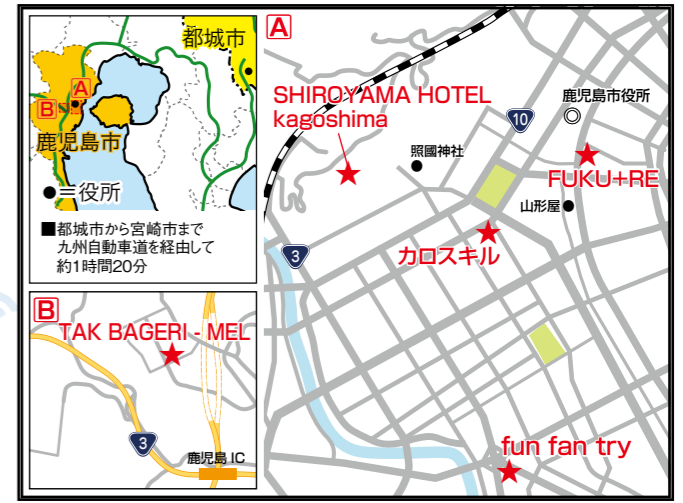 都城市
A
B
鹿児島市
●=役所
■都城市から宮崎市まで
九州自動車道を経由して
約1時間20分
B
TAK BAGERI - MEL
3
鹿児島 IC
A
SHIROYAMA HOTEL
kagoshima
10
鹿児島市役所
照國神社
FUKU+RE
山形屋
カロスキル
3
fun fan try